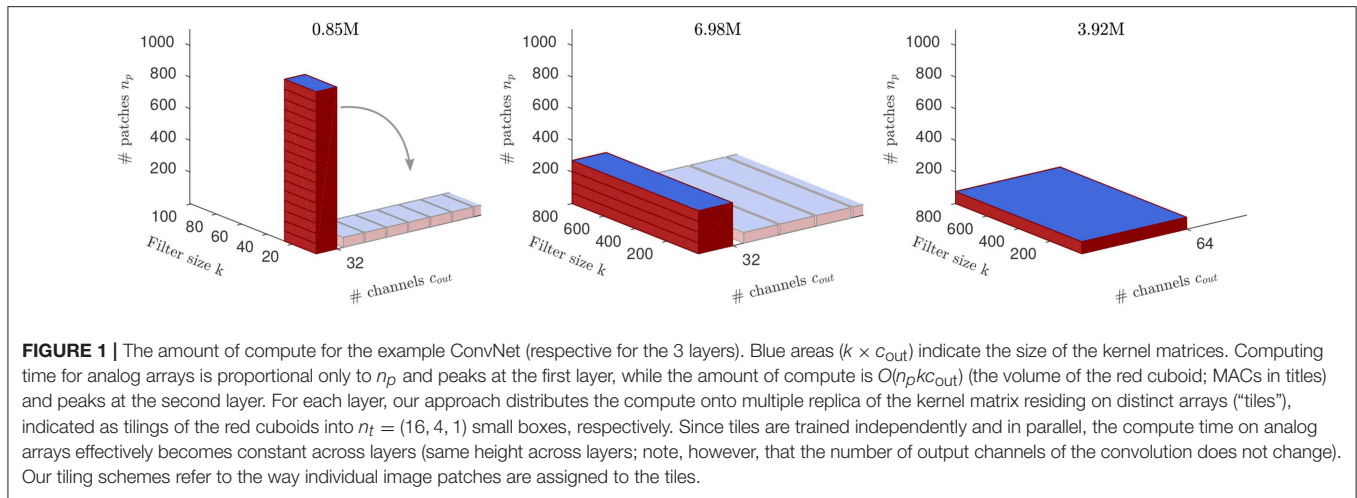 0.85M
1000
800
600
400
200
# patches n_p
100
80
60
40
20
Filter size k
32
# channels c_out
6.98M
1000
800
600
400
200
# patches n_p
800
600
400
200
Filter size k
32
# channels c_out
3.92M
1000
800
600
400
200
# patches n_p
800
600
400
200
Filter size k
64
# channels c_out
FIGURE 1 | The amount of compute for the example ConvNet (respective for the 3 layers). Blue areas (k × c_out) indicate the size of the kernel matrices. Computing
time for analog arrays is proportional only to n_p and peaks at the first layer, while the amount of compute is O(n_pkc_out) (the volume of the red cuboid; MACs in titles)
and peaks at the second layer. For each layer, our approach distributes the compute onto multiple replica of the kernel matrix residing on distinct arrays (“tiles”),
indicated as tilings of the red cuboids into n_t = (16, 4, 1) small boxes, respectively. Since tiles are trained independently and in parallel, the compute time on analog
arrays effectively becomes constant across layers (same height across layers; note, however, that the number of output channels of the convolution does not change).
Our tiling schemes refer to the way individual image patches are assigned to the tiles.